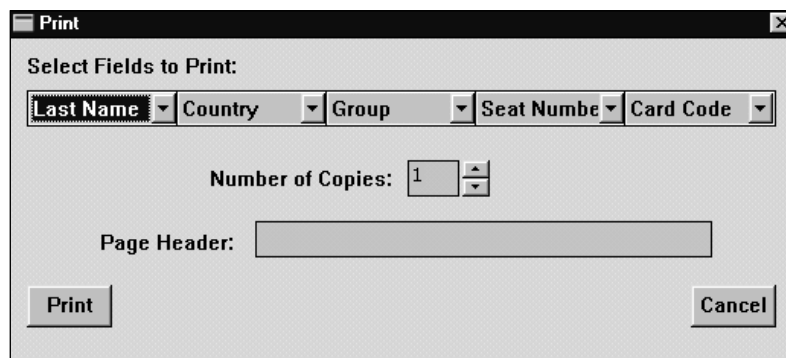 Print
Select Fields to Print:
Last Name Country Group Seat Numbe Card Code
Number of Copies: 1
Page Header:
Print Cancel